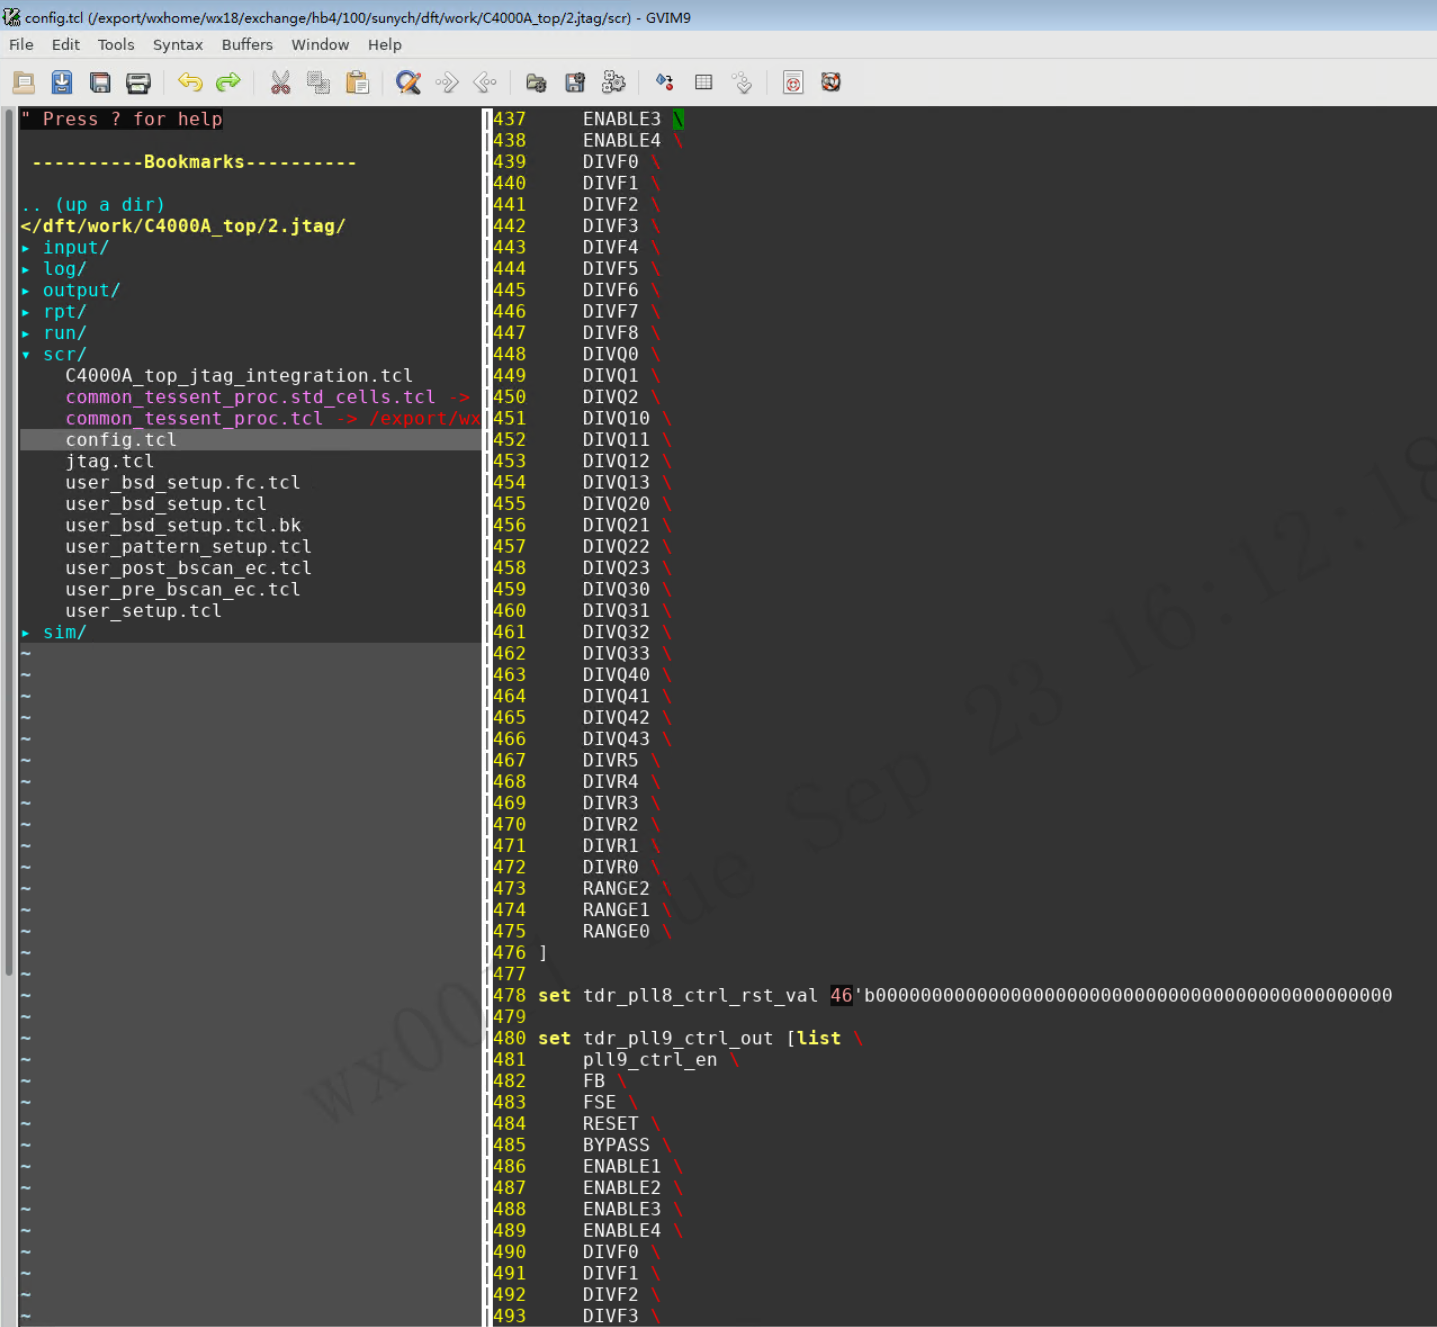 config.tcl (/export/wxhome/wx18/exchange/hb4/100/sunych/dft/work/C4000A_top/2.jtag/scr) - GVIM9
File Edit Tools Syntax Buffers Window Help
" Press ? for help
----------Bookmarks----------
.. (up a dir)
</dft/work/C4000A_top/2.jtag/
▸ input/
▸ log/
▸ output/
▸ rpt/
▸ run/
▾ scr/
C4000A_top_jtag_integration.tcl
common_tessent_proc.std_cells.tcl ->
common_tessent_proc.tcl -> /export/wx
config.tcl
jtag.tcl
user_bsd_setup.fc.tcl
user_bsd_setup.tcl
user_bsd_setup.tcl.bk
user_pattern_setup.tcl
user_post_bscan_ec.tcl
user_pre_bscan_ec.tcl
user_setup.tcl
▸ sim/
437 ENABLE3 \
438 ENABLE4 \
439 DIVF0 \
440 DIVF1 \
441 DIVF2 \
442 DIVF3 \
443 DIVF4 \
444 DIVF5 \
445 DIVF6 \
446 DIVF7 \
447 DIVF8 \
448 DIVQ0 \
449 DIVQ1 \
450 DIVQ2 \
451 DIVQ10 \
452 DIVQ11 \
453 DIVQ12 \
454 DIVQ13 \
455 DIVQ20 \
456 DIVQ21 \
457 DIVQ22 \
458 DIVQ23 \
459 DIVQ30 \
460 DIVQ31 \
461 DIVQ32 \
462 DIVQ33 \
463 DIVQ40 \
464 DIVQ41 \
465 DIVQ42 \
466 DIVQ43 \
467 DIVR5 \
468 DIVR4 \
469 DIVR3 \
470 DIVR2 \
471 DIVR1 \
472 DIVR0 \
473 RANGE2 \
474 RANGE1 \
475 RANGE0 \
476 ]
477
478 set tdr_pll8_ctrl_rst_val 46'b0000000000000000000000000000000000000000000000
479
480 set tdr_pll9_ctrl_out [list \
481 pll9_ctrl_en \
482 FB \
483 FSE \
484 RESET \
485 BYPASS \
486 ENABLE1 \
487 ENABLE2 \
488 ENABLE3 \
489 ENABLE4 \
490 DIVF0 \
491 DIVF1 \
492 DIVF2 \
493 DIVF3 \
Sep 23 16:12:18